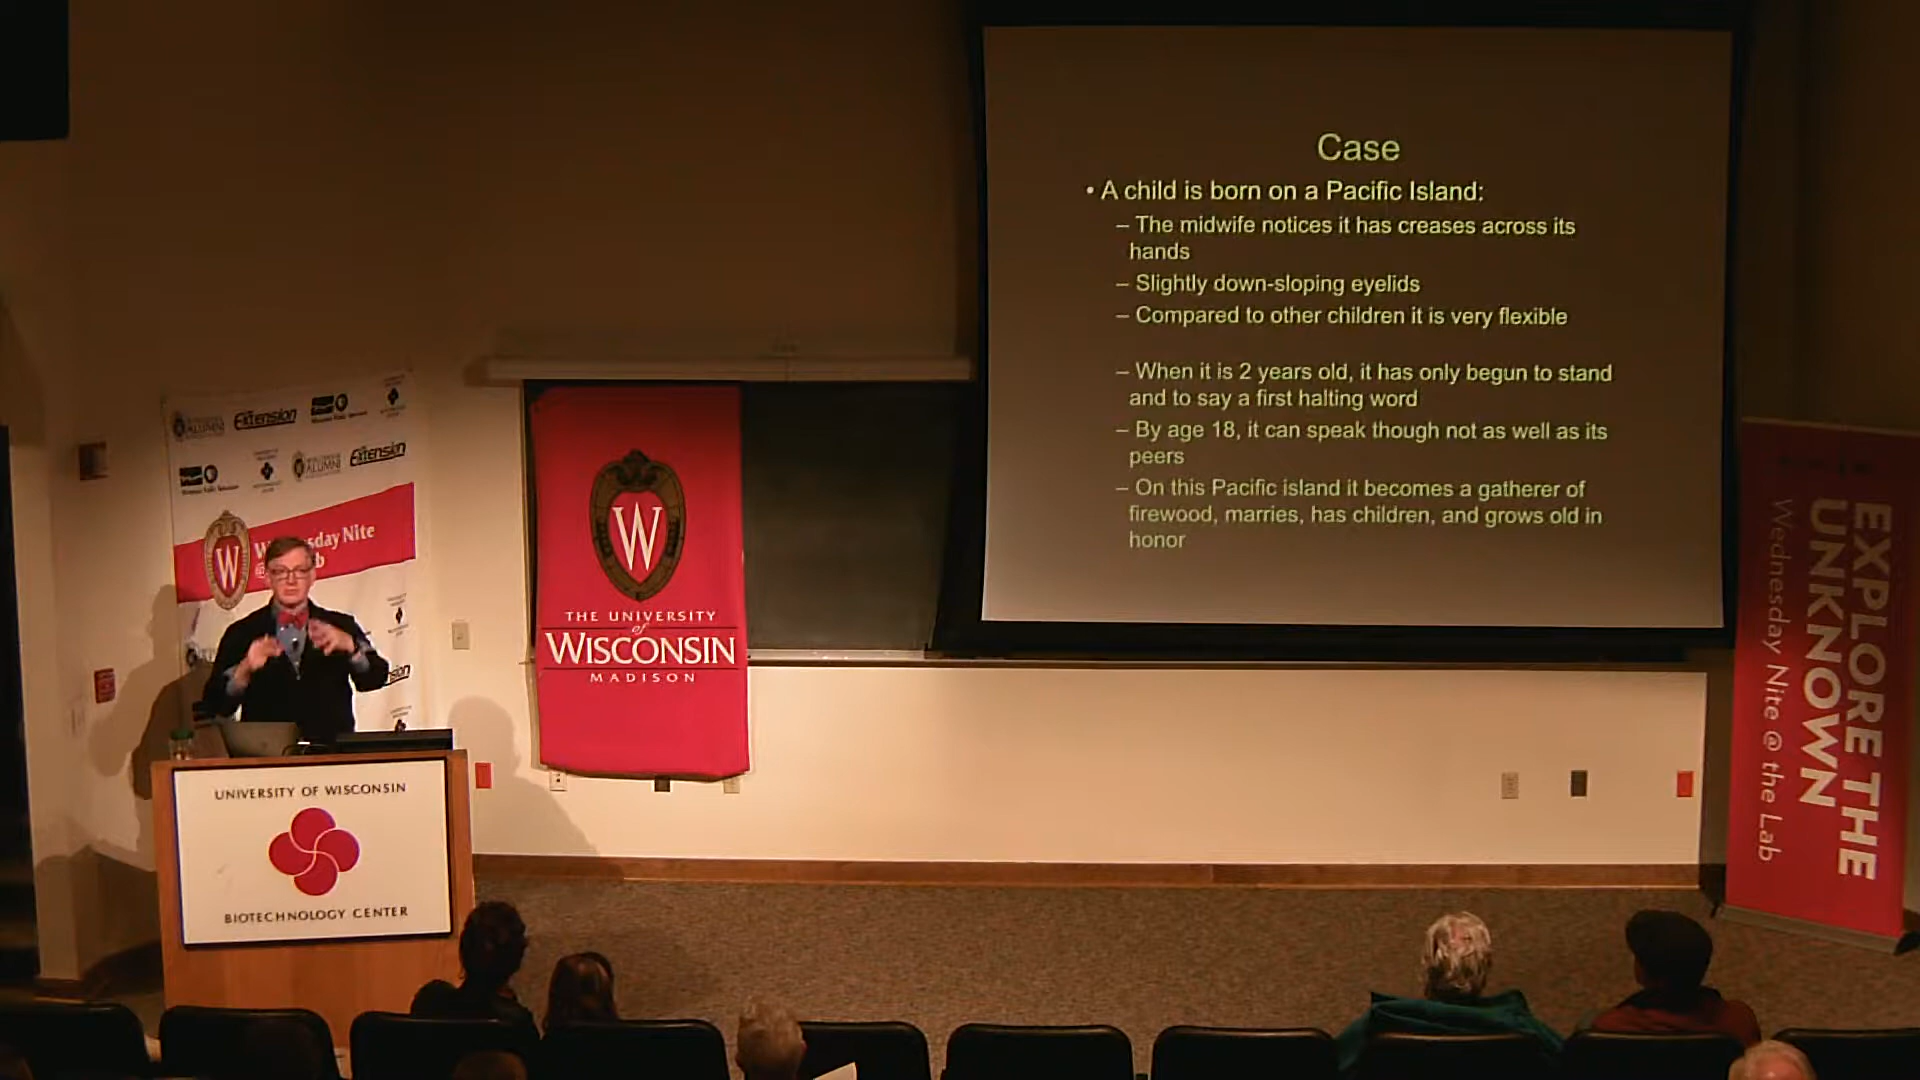 Case
• A child is born on a Pacific Island:
– The midwife notices it has creases across its
hands
– Slightly down-sloping eyelids
– Compared to other children it is very flexible
– When it is 2 years old, it has only begun to stand
and to say a first halting word
– By age 18, it can speak though not as well as its
peers
– On this Pacific island it becomes a gatherer of
firewood, marries, has children, and grows old in
honor
ALUMNI
Extension
ALUMNI
Extension
sday Nite
W
W
THE UNIVERSITY
of
WISCONSIN
MADISON
UNIVERSITY OF WISCONSIN
BIOTECHNOLOGY CENTER
EXPLORE THE
UNKNOWN
Wednesday Nite @ the Lab